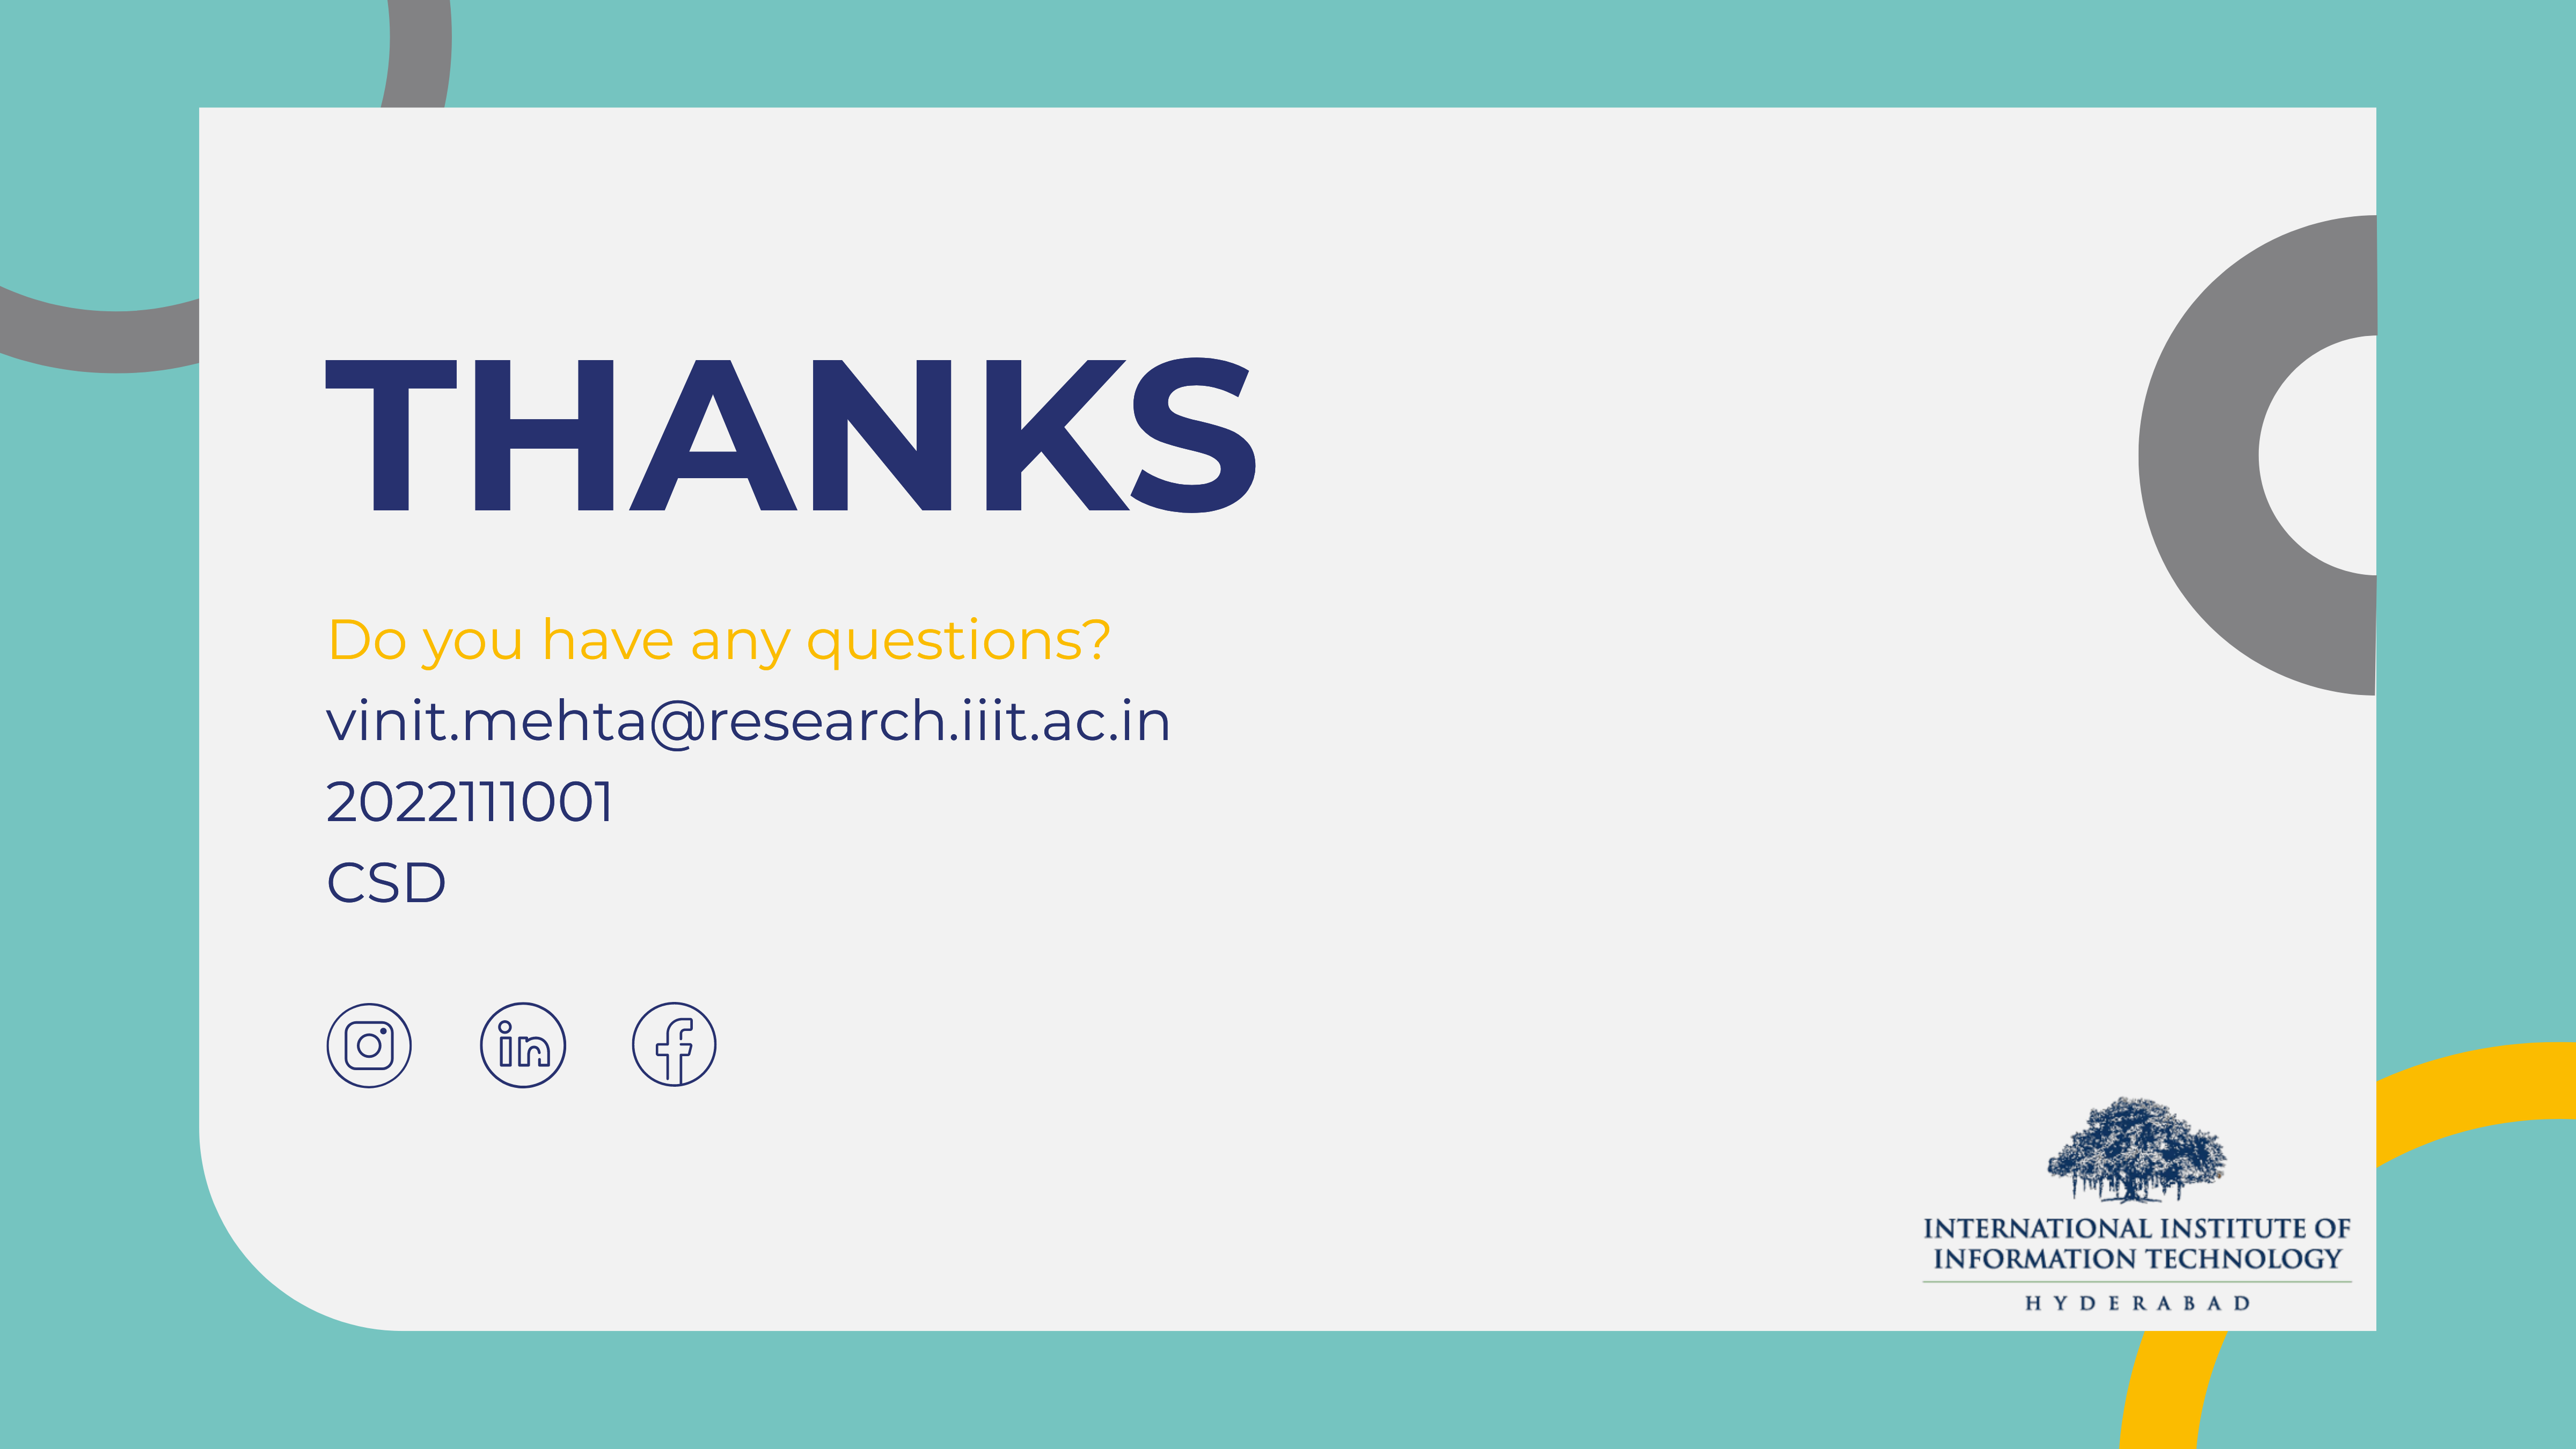 THANKS
Do you have any questions?
vinit.mehta@research.iiit.ac.in
2022111001
CSD
INTERNATIONAL INSTITUTE OF
INFORMATION TECHNOLOGY
HYDERABAD